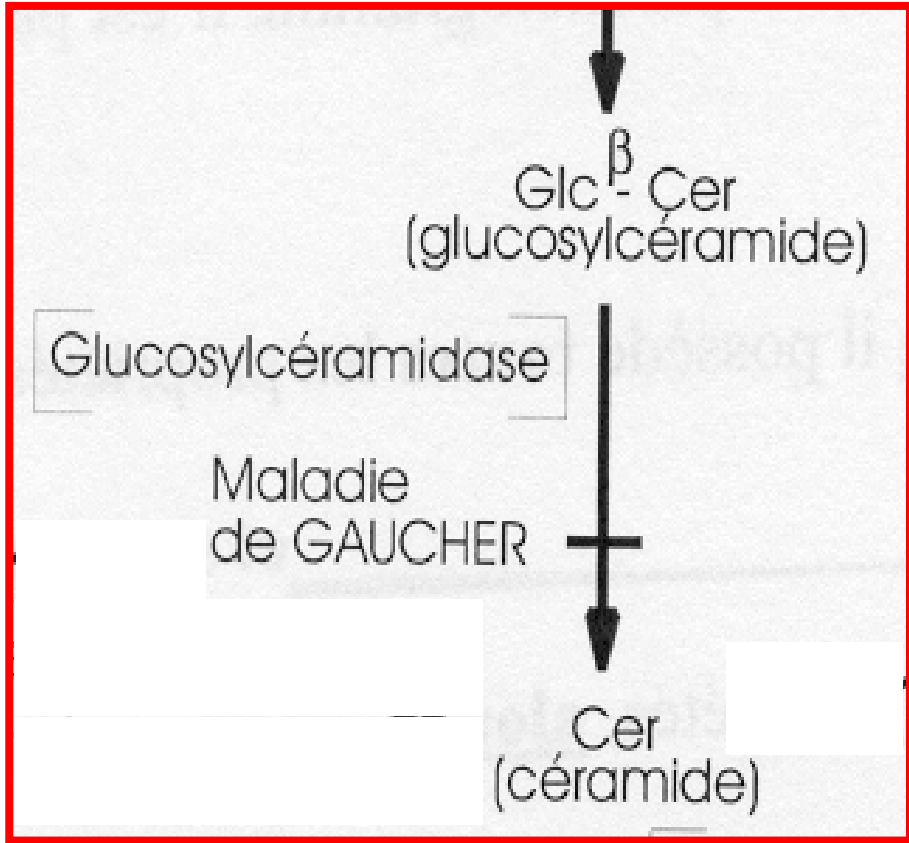 β
Glc - Cer
(glucosylcéramide)
Glucosylcéramidase
Maladie
de GAUCHER
Cer
(céramide)